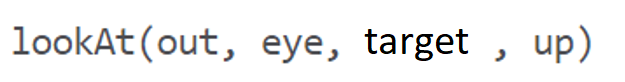 lookAt(out, eye, target , up)